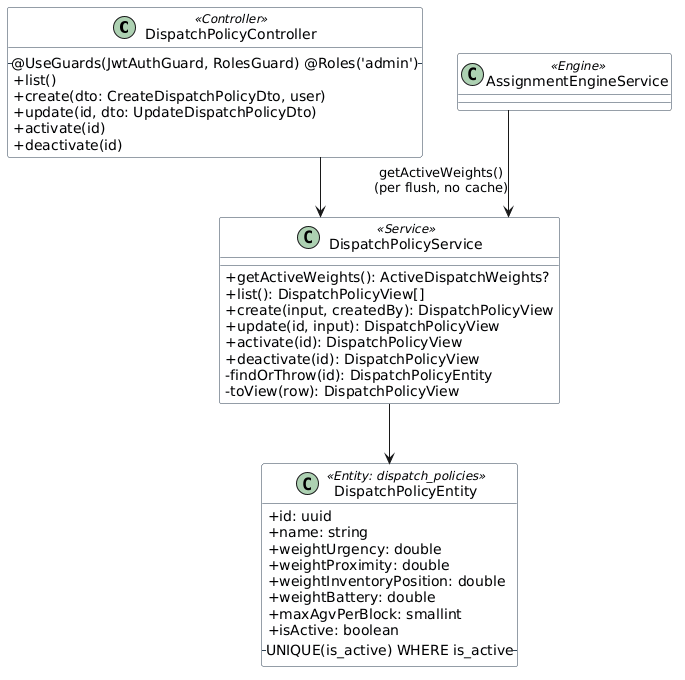 «Controller»
C DispatchPolicyController
@UseGuards(JwtAuthGuard, RolesGuard) @Roles('admin')
+list()
+create(dto: CreateDispatchPolicyDto, user)
+update(id, dto: UpdateDispatchPolicyDto)
+activate(id)
+deactivate(id)
«Engine»
C AssignmentEngineService
getActiveWeights()
(per flush, no cache)
«Service»
C DispatchPolicyService
+getActiveWeights(): ActiveDispatchWeights?
+list(): DispatchPolicyView[]
+create(input, createdBy): DispatchPolicyView
+update(id, input): DispatchPolicyView
+activate(id): DispatchPolicyView
+deactivate(id): DispatchPolicyView
-findOrThrow(id): DispatchPolicyEntity
-toView(row): DispatchPolicyView
«Entity: dispatch_policies»
C DispatchPolicyEntity
+id: uuid
+name: string
+weightUrgency: double
+weightProximity: double
+weightInventoryPosition: double
+weightBattery: double
+maxAgvPerBlock: smallint
+isActive: boolean
UNIQUE(is_active) WHERE is_active